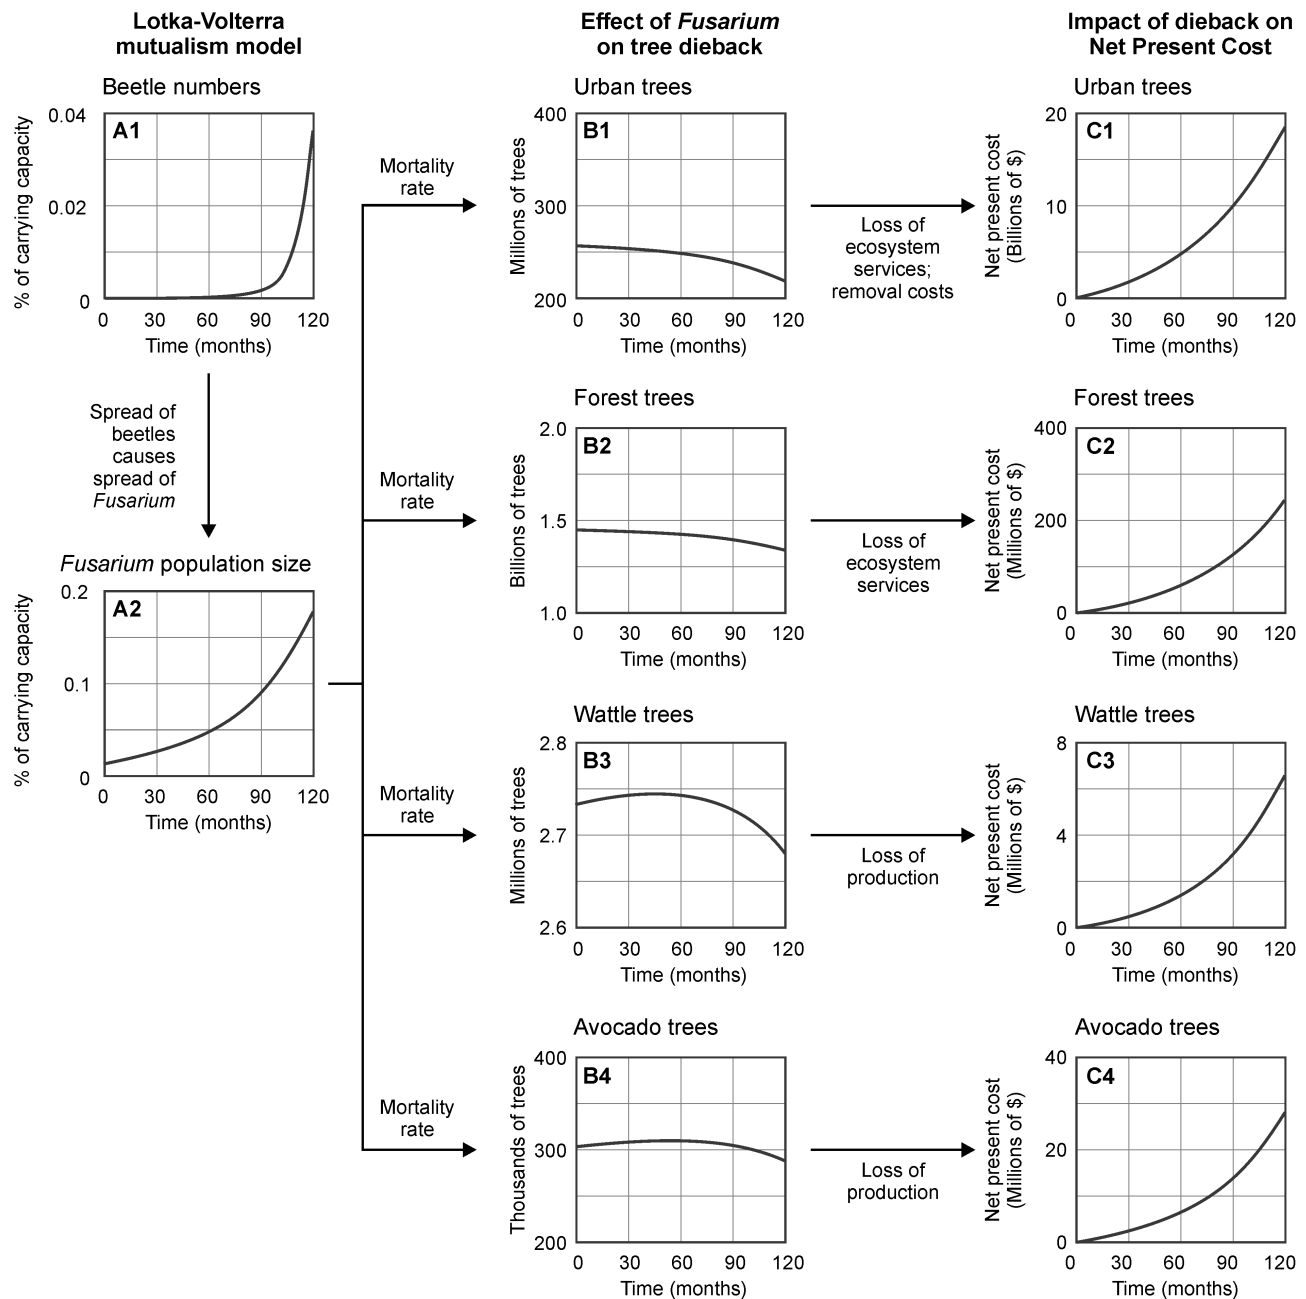 Lotka-Volterra
mutualism model
Effect of Fusarium
on tree dieback
Impact of dieback on
Net Present Cost
Beetle numbers
A1
% of carrying capacity
0.04
0.02
0
0 30 60 90 120
Time (months)
Mortality
rate
Urban trees
B1
Millions of trees
400
300
200
0 30 60 90 120
Time (months)
Loss of
ecosystem
services;
removal costs
Urban trees
C1
Net present cost
(Billions of $)
20
10
0
0 30 60 90 120
Time (months)
Spread of
beetles
causes
spread of
Fusarium
Mortality
rate
Forest trees
B2
Billions of trees
2.0
1.5
1.0
0 30 60 90 120
Time (months)
Loss of
ecosystem
services
Forest trees
C2
Net present cost
(Millions of $)
400
200
0
0 30 60 90 120
Time (months)
Fusarium population size
A2
% of carrying capacity
0.2
0.1
0
0 30 60 90 120
Time (months)
Mortality
rate
Wattle trees
B3
Millions of trees
2.8
2.7
2.6
0 30 60 90 120
Time (months)
Loss of
production
Wattle trees
C3
Net present cost
(Millions of $)
8
4
0
0 30 60 90 120
Time (months)
Mortality
rate
Avocado trees
B4
Thousands of trees
400
300
200
0 30 60 90 120
Time (months)
Loss of
production
Avocado trees
C4
Net present cost
(Millions of $)
40
20
0
0 30 60 90 120
Time (months)